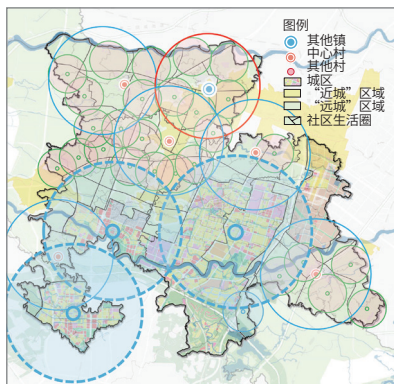 图例
其他镇
中心村
其他村
城区
“近城”区域
“远城”区域
社区生活圈